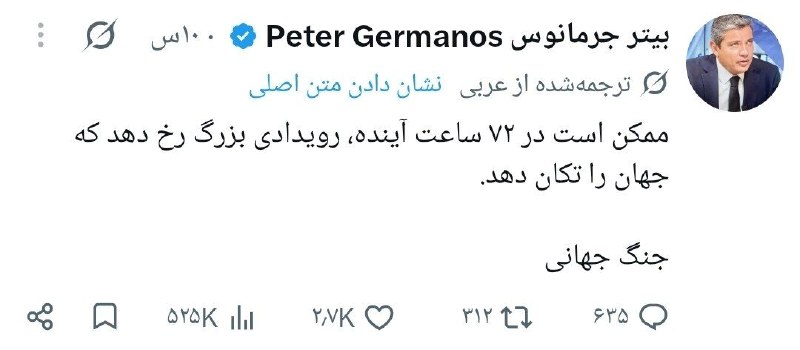 بيتر جرمانوس Peter Germanos · ۱۰س
ترجمه‌شده از عربی نشان دادن متن اصلی
ممکن است در ۷۲ ساعت آینده، رویدادی بزرگ رخ دهد که
جهان را تکان دهد.
جنگ جهانی
۶۳۵ ۳۱۲ ۲٫۷K ۵۲۵K